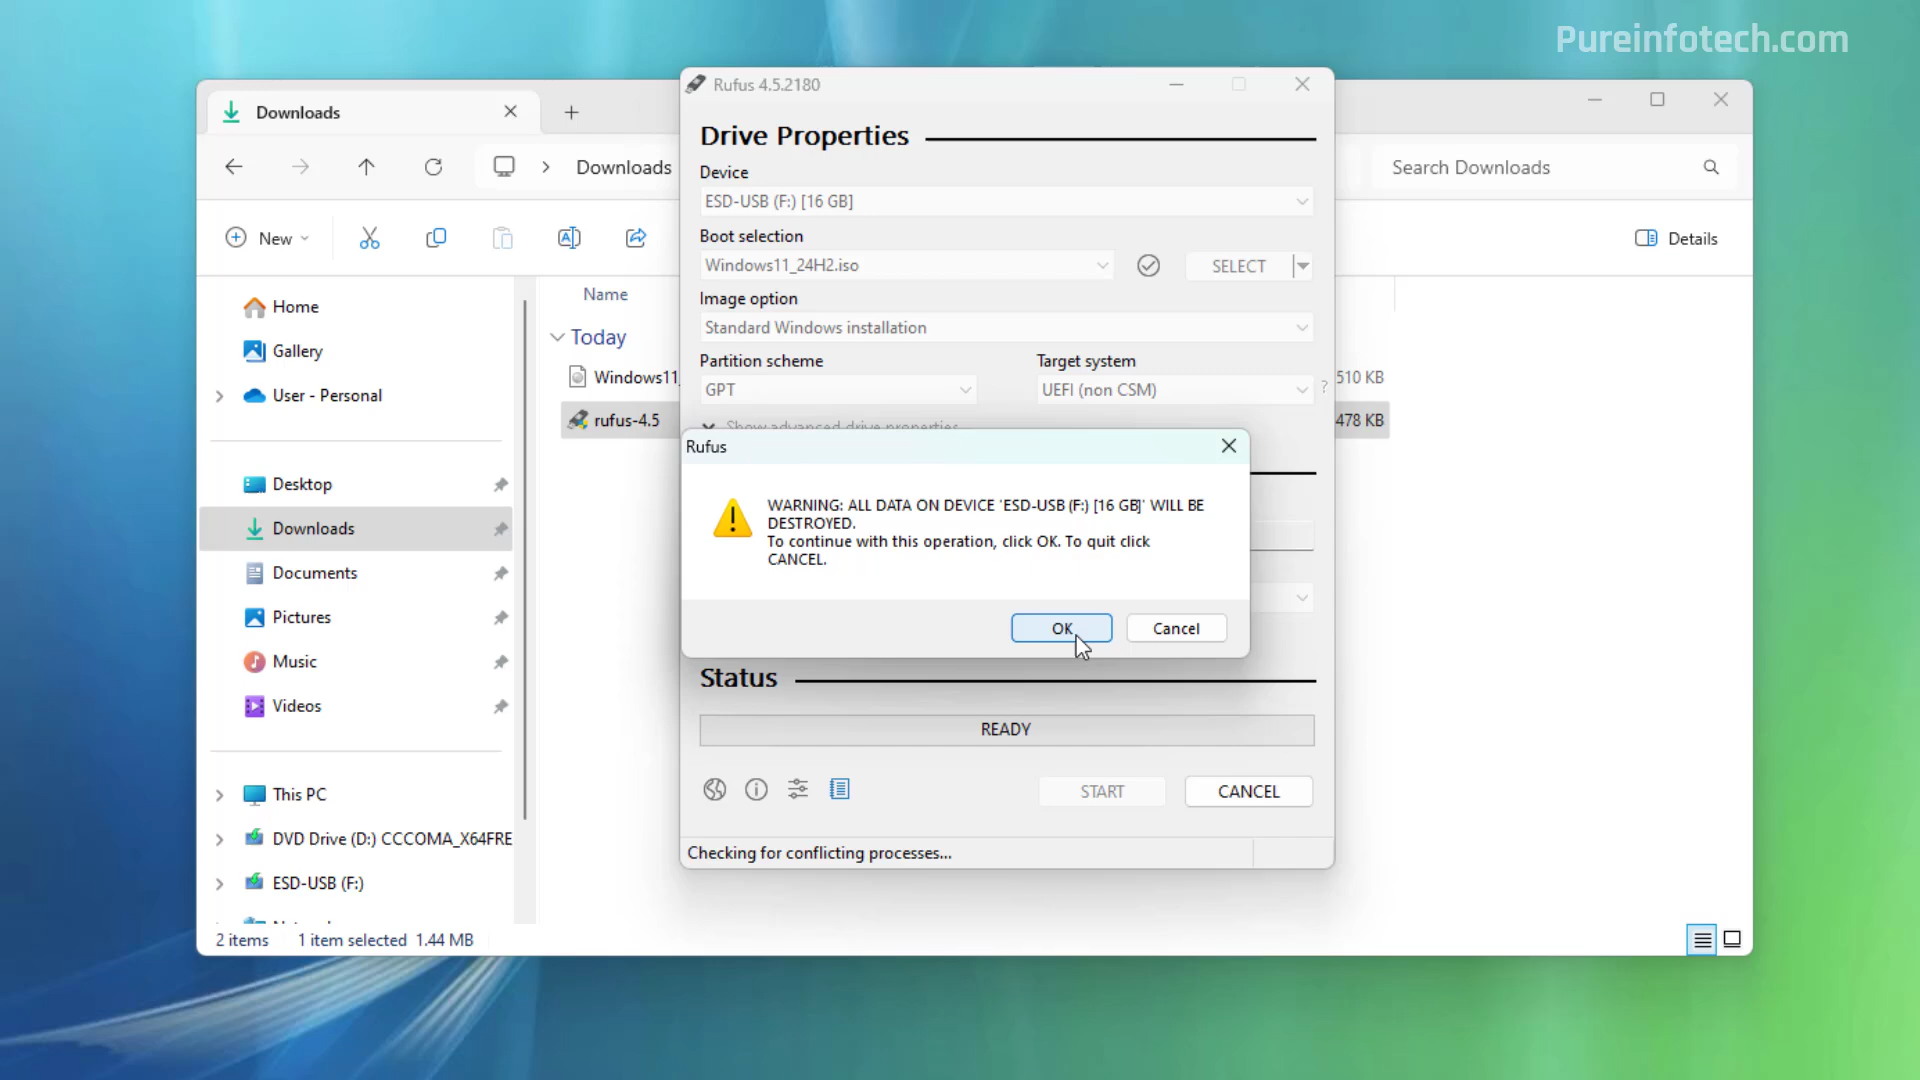 Pureinfotech.com
Downloads
Downloads
Search Downloads
New
Details
Home
Gallery
User - Personal
Desktop
Downloads
Documents
Pictures
Music
Videos
This PC
DVD Drive (D:) CCCOMA_X64FRE
ESD-USB (F:)
2 items 1 item selected 1.44 MB
Name
Today
Windows11_
rufus-4.5
510 KB
478 KB
Rufus 4.5.2180
Drive Properties
Device
ESD-USB (F:) [16 GB]
Boot selection
Windows11_24H2.iso
SELECT
Image option
Standard Windows installation
Partition scheme
Target system
GPT
UEFI (non CSM)
?
Show advanced drive properties
Rufus
WARNING: ALL DATA ON DEVICE 'ESD-USB (F:) [16 GB]' WILL BE
DESTROYED.
To continue with this operation, click OK. To quit click
CANCEL.
OK
Cancel
Status
READY
START
CANCEL
Checking for conflicting processes...